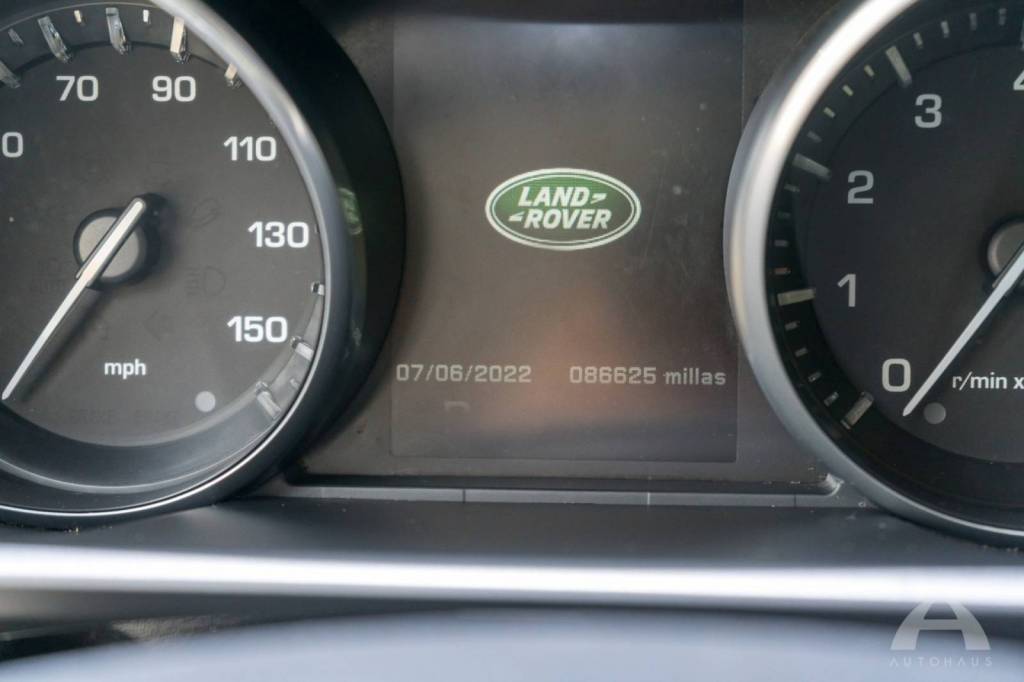 70 90
110
130
150
mph
LAND
ROVER
07/06/2022 086625 millas
3
2
1
0
r/min x
AUTOHAUS